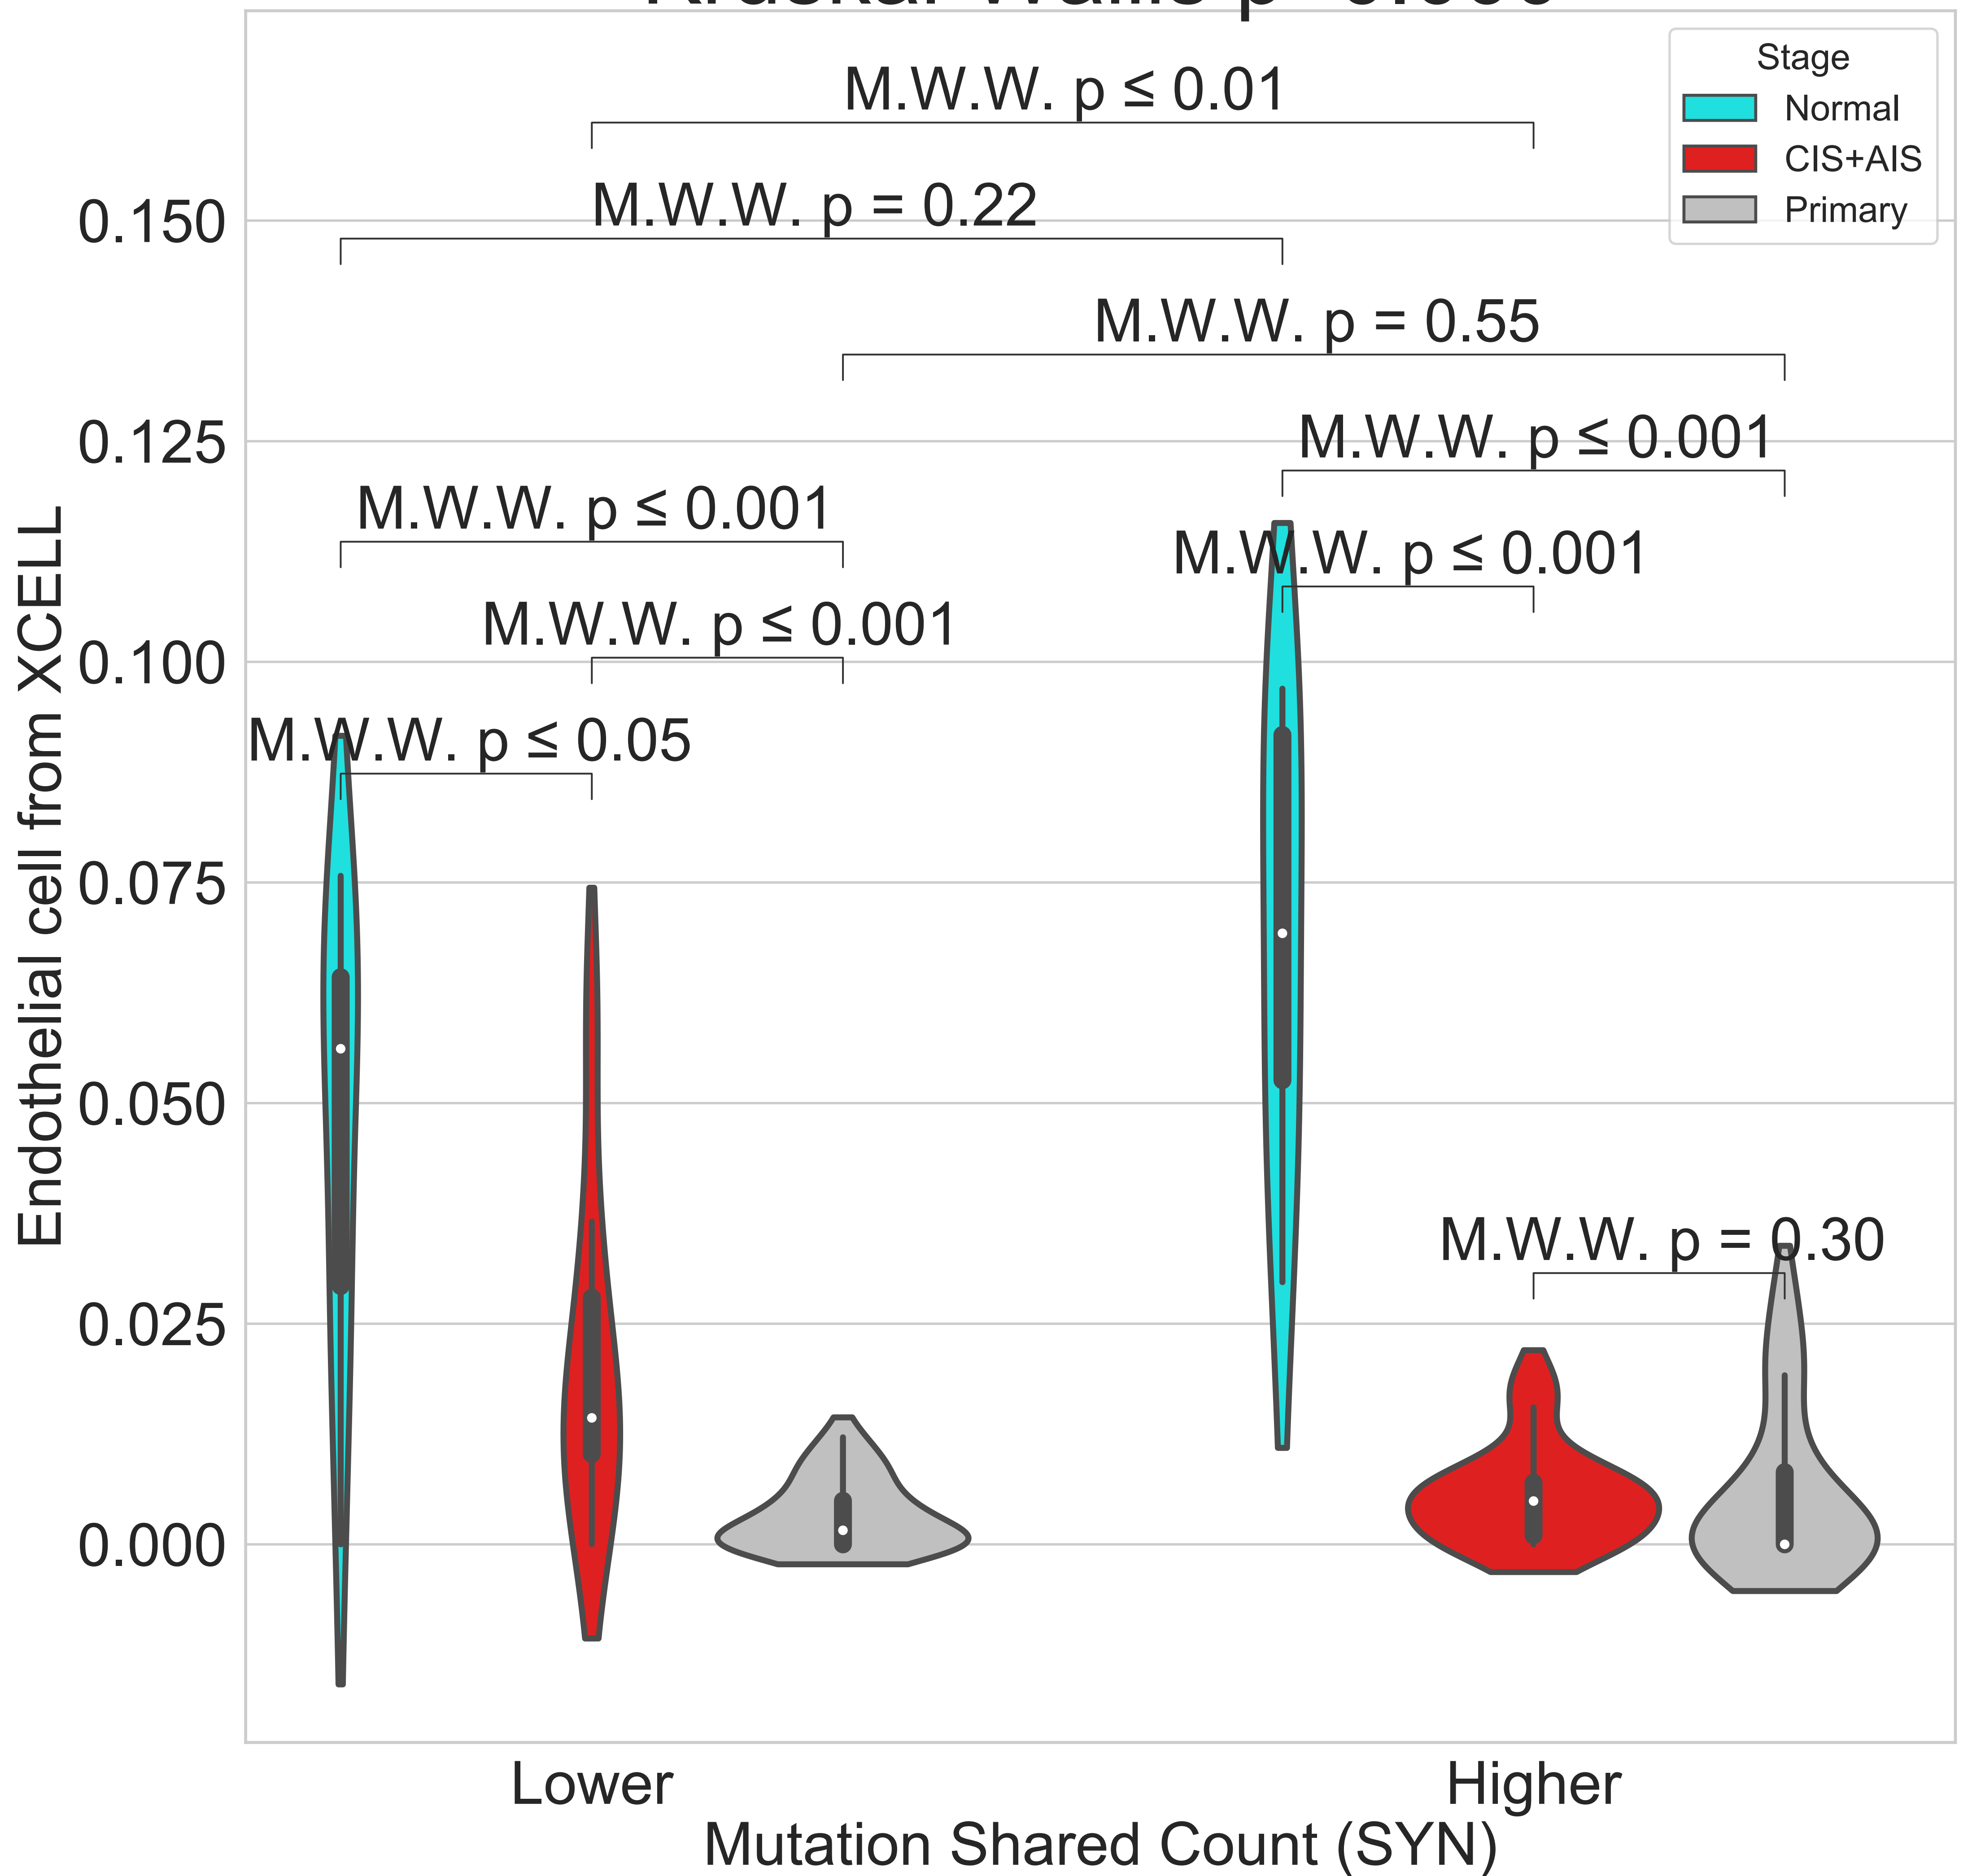 Stage
Normal
CIS+AIS
Primary
M.W.W. p ≤ 0.01
M.W.W. p = 0.22
M.W.W. p = 0.55
M.W.W. p ≤ 0.001
M.W.W. p ≤ 0.001
M.W.W. p ≤ 0.001
M.W.W. p ≤ 0.001
M.W.W. p ≤ 0.05
M.W.W. p = 0.30
0.150
0.125
0.100
0.075
0.050
0.025
0.000
Endothelial cell from XCELL
Lower
Higher
Mutation Shared Count (SYN)